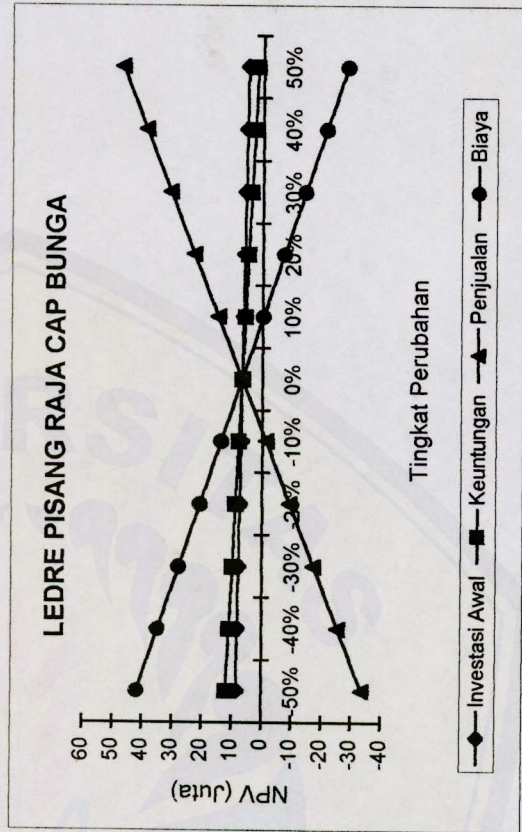 LEDRE PISANG RAJA CAP BUNGA
60
50
40
30
20
10
0
-10
-20
-30
-40
NPV (Juta)
-50% -40% -30% -20% -10% 0% 10% 20% 30% 40% 50%
Tingkat Perubahan
Investasi Awal Keuntungan Penjualan Biaya